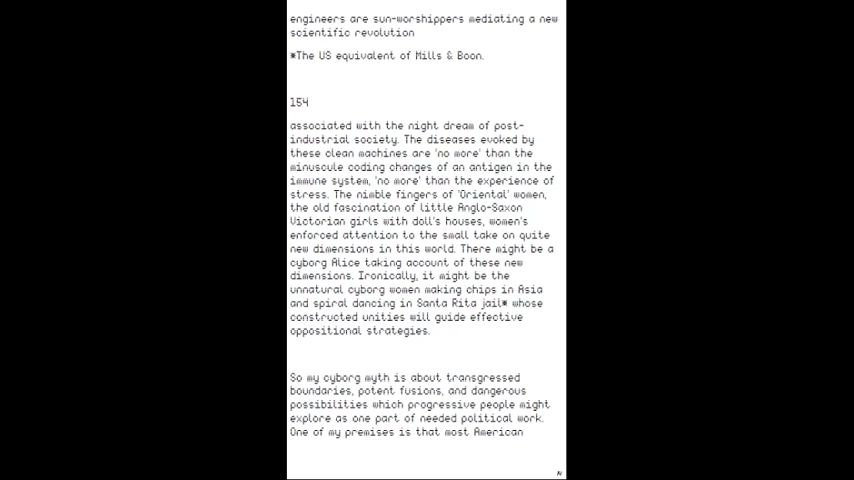 engineers are sun-worshippers mediating a new
scientific revolution
*The US equivalent of Mills & Boon.
154
associated with the night dream of post-
industrial society. The diseases evoked by
these clean machines are 'no more' than the
minuscule coding changes of an antigen in the
immune system, 'no more' than the experience of
stress. The nimble fingers of 'Oriental' women,
the old fascination of little Anglo-Saxon
Victorian girls with doll's houses, women's
enforced attention to the small take on quite
new dimensions in this world. There might be a
cyborg Alice taking account of these new
dimensions. Ironically, it might be the
unnatural cyborg women making chips in Asia
and spiral dancing in Santa Rita jail* whose
constructed unities will guide effective
oppositional strategies.
So my cyborg myth is about transgressed
boundaries, potent fusions, and dangerous
possibilities which progressive people might
explore as one part of needed political work.
One of my premises is that most American